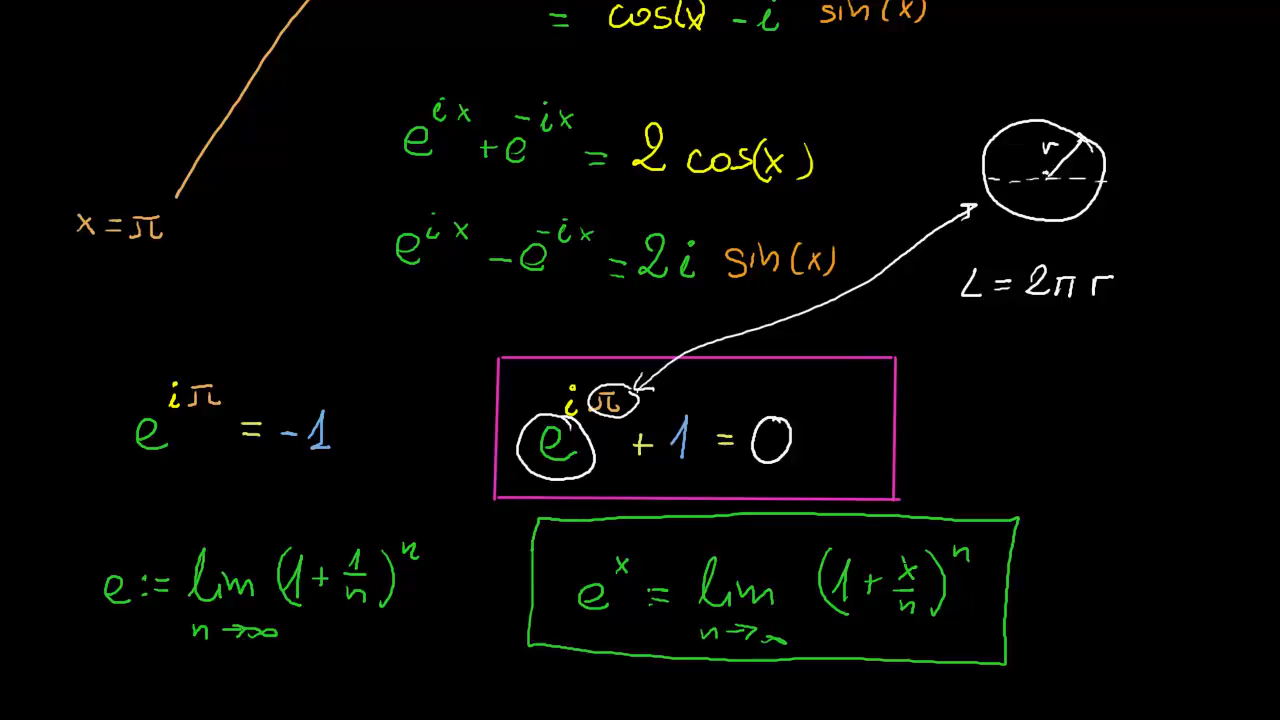 = cos(x) - i sin(x)
e^{ix} + e^{-ix} = 2 cos(x)
r
x = π
e^{ix} - e^{-ix} = 2i sin(x)
L = 2π r
e^{iπ} = -1
e^{iπ} + 1 = 0
e := lim_{n→∞} (1 + 1/n)^n
e^x = lim_{n→∞} (1 + x/n)^n